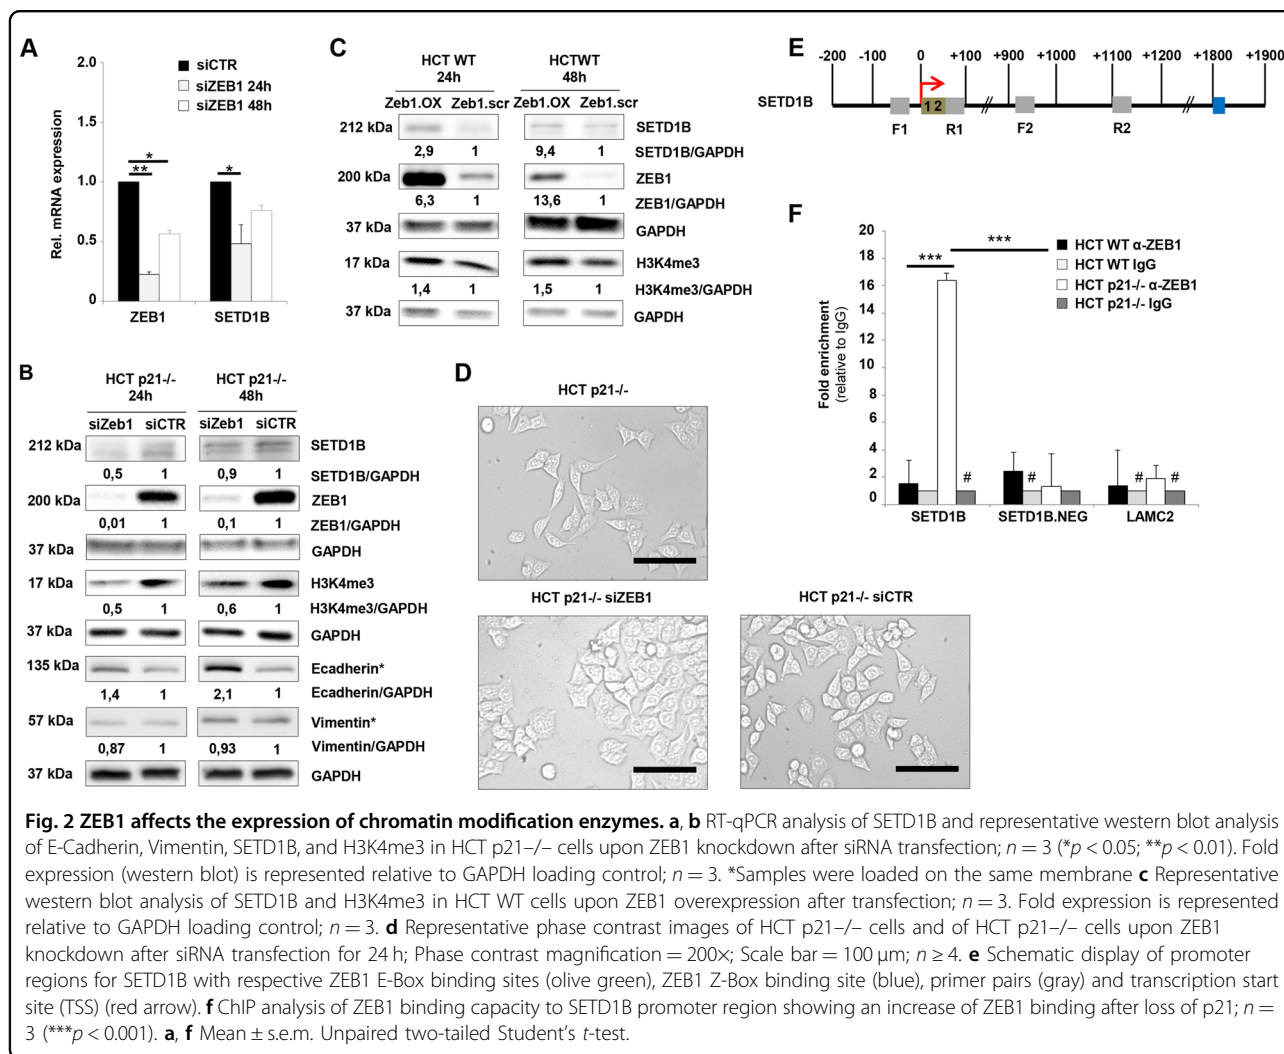 A
2.0
1.0
0.5
0
Rel. mRNA expression
siCTR
siZEB1 24h
siZEB1 48h
*
**
*
ZEB1
SETD1B
B
HCT p21-/-
24h
HCT p21-/-
48h
siZeb1 siCTR siZeb1 siCTR
212 kDa SETD1B
0,5 1 0,9 1 SETD1B/GAPDH
200 kDa ZEB1
0,01 1 0,1 1 ZEB1/GAPDH
37 kDa GAPDH
17 kDa H3K4me3
0,5 1 0,6 1 H3K4me3/GAPDH
37 kDa GAPDH
135 kDa Ecadherin*
1,4 1 2,1 1 Ecadherin/GAPDH
57 kDa Vimentin*
0,87 1 0,93 1 Vimentin/GAPDH
37 kDa GAPDH
C
HCT WT
24h
HCTWT
48h
Zeb1.OX Zeb1.scr Zeb1.OX Zeb1.scr
212 kDa SETD1B
2,9 1 9,4 1 SETD1B/GAPDH
200 kDa ZEB1
6,3 1 13,6 1 ZEB1/GAPDH
37 kDa GAPDH
17 kDa H3K4me3
1,4 1 1,5 1 H3K4me3/GAPDH
37 kDa GAPDH
D
HCT p21-/-
HCT p21-/- siZEB1
HCT p21-/- siCTR
E
-200 -100 0 +100 +900 +1000 +1100 +1200 +1800 +1900
SETD1B 1 2 // //
F1 R1 F2 R2
F
20
18
16
14
12
10
8
6
4
2
0
Fold enrichment
(relative to IgG)
HCT WT α-ZEB1
HCT WT IgG
HCT p21-/- α-ZEB1
HCT p21-/- IgG
***
***
# # # #
SETD1B SETD1B.NEG LAMC2
Fig. 2 ZEB1 affects the expression of chromatin modification enzymes. a, b RT-qPCR analysis of SETD1B and representative western blot analysis
of E-Cadherin, Vimentin, SETD1B, and H3K4me3 in HCT p21−/− cells upon ZEB1 knockdown after siRNA transfection; n = 3 (*p < 0.05; **p < 0.01). Fold
expression (western blot) is represented relative to GAPDH loading control; n = 3. *Samples were loaded on the same membrane c Representative
western blot analysis of SETD1B and H3K4me3 in HCT WT cells upon ZEB1 overexpression after transfection; n = 3. Fold expression is represented
relative to GAPDH loading control; n = 3. d Representative phase contrast images of HCT p21−/− cells and of HCT p21−/− cells upon ZEB1
knockdown after siRNA transfection for 24 h; Phase contrast magnification = 200×; Scale bar = 100 μm; n ≥ 4. e Schematic display of promoter
regions for SETD1B with respective ZEB1 E-Box binding sites (olive green), ZEB1 Z-Box binding site (blue), primer pairs (gray) and transcription start
site (TSS) (red arrow). f ChIP analysis of ZEB1 binding capacity to SETD1B promoter region showing an increase of ZEB1 binding after loss of p21; n =
3 (***p < 0.001). a, f Mean ± s.e.m. Unpaired two-tailed Student's t-test.